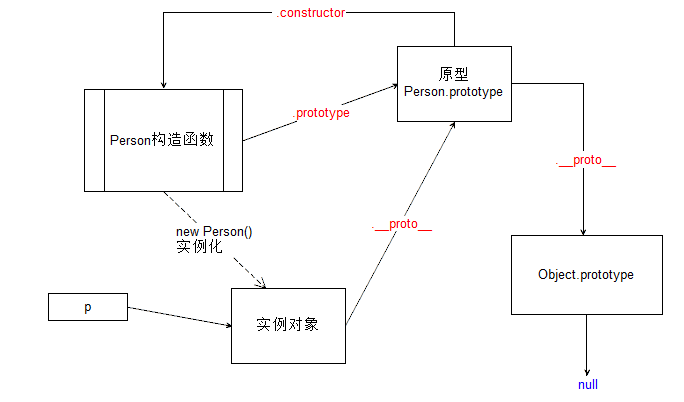 .constructor
原型
Person.prototype
Person构造函数
.prototype
.__proto__
.__proto__
new Person()
实例化
Object.prototype
p
实例对象
null